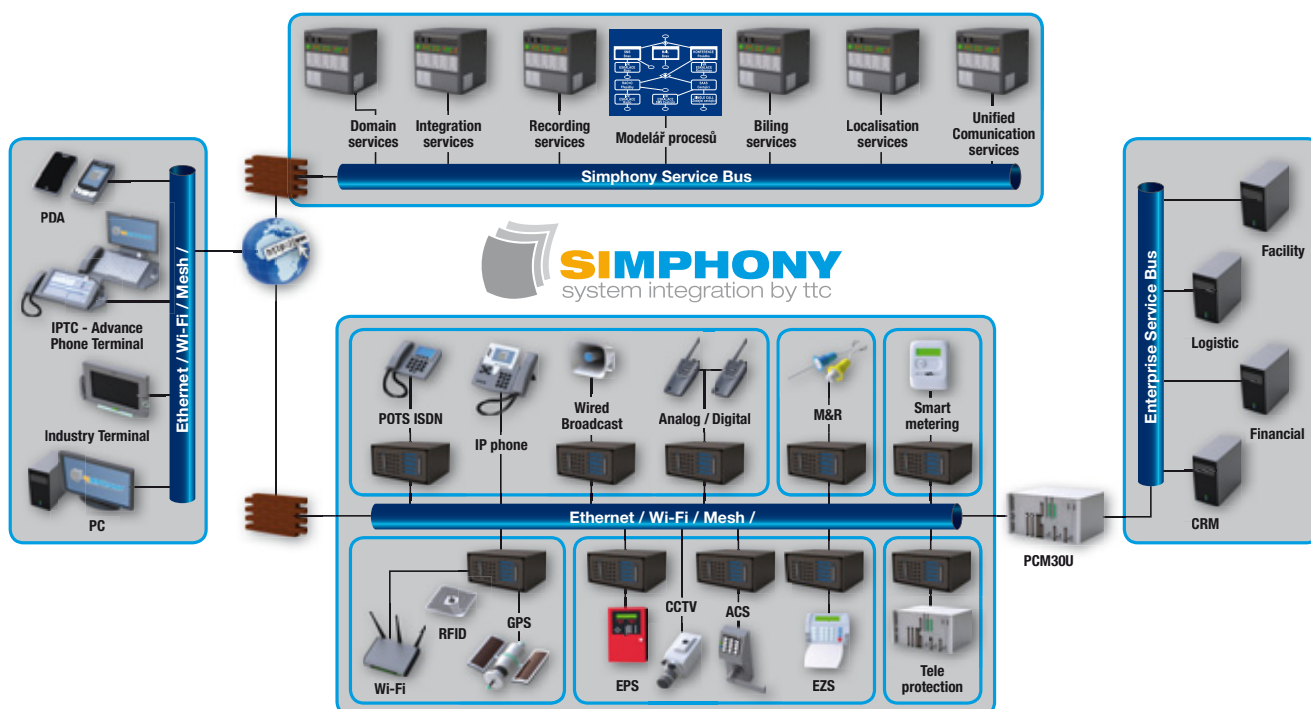 Domain
services
Integration
services
Recording
services
Modelář procesů
Biling
services
Localisation
services
Unified
Comunication
services
Simphony Service Bus
PDA
IPTC - Advance
Phone Terminal
Industry Terminal
PC
Ethernet / Wi-Fi / Mesh /
http://www
SIMPHONY
system integration by ttc
POTS ISDN
IP phone
Wired
Broadcast
Analog / Digital
M&R
Smart
metering
Ethernet / Wi-Fi / Mesh /
Wi-Fi
RFID
GPS
EPS
CCTV
ACS
EZS
Tele
protection
PCM30U
Enterprise Service Bus
Facility
Logistic
Financial
CRM